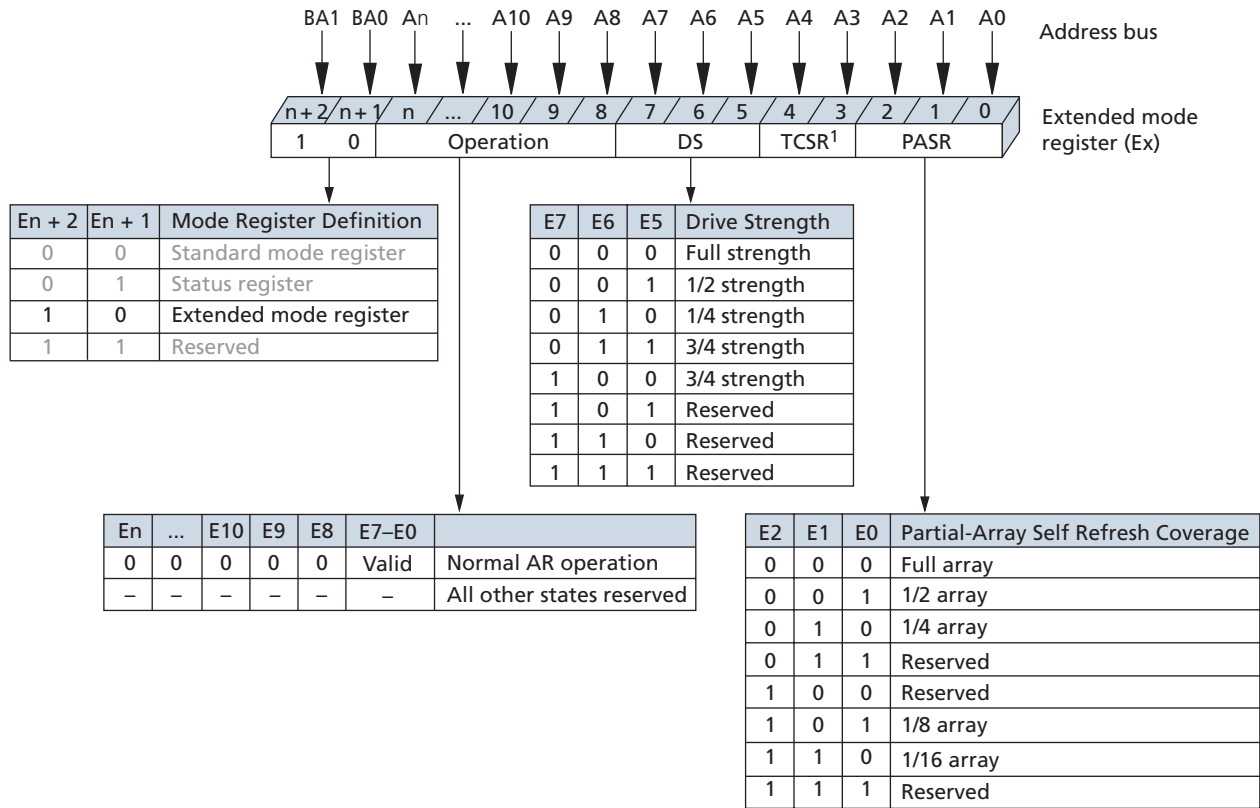 BA1 BA0 An ... A10 A9 A8 A7 A6 A5 A4 A3 A2 A1 A0 Address bus
n + 2 n + 1 n ... 10 9 8 7 6 5 4 3 2 1 0 Extended mode
1 0 Operation DS TCSR1 PASR register (Ex)
En + 2 En + 1 Mode Register Definition
0 0 Standard mode register
0 1 Status register
1 0 Extended mode register
1 1 Reserved
E7 E6 E5 Drive Strength
0 0 0 Full strength
0 0 1 1/2 strength
0 1 0 1/4 strength
0 1 1 3/4 strength
1 0 0 3/4 strength
1 0 1 Reserved
1 1 0 Reserved
1 1 1 Reserved
En ... E10 E9 E8 E7–E0
0 0 0 0 0 Valid Normal AR operation
– – – – – – All other states reserved
E2 E1 E0 Partial-Array Self Refresh Coverage
0 0 0 Full array
0 0 1 1/2 array
0 1 0 1/4 array
0 1 1 Reserved
1 0 0 Reserved
1 0 1 1/8 array
1 1 0 1/16 array
1 1 1 Reserved